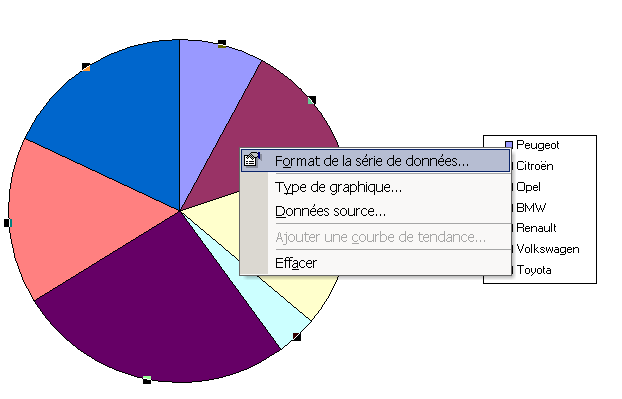 Format de la série de données...
Type de graphique...
Données source...
Ajouter une courbe de tendance...
Effacer
Peugeot
Citroën
Opel
BMW
Renault
Volkswagen
Toyota